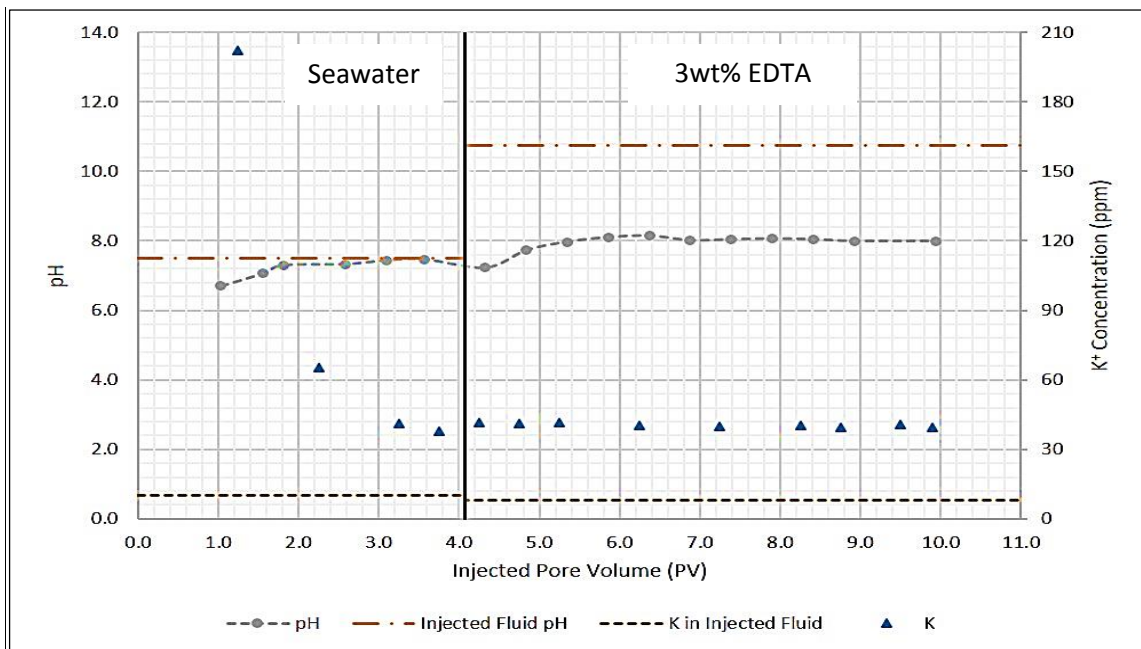 14.0
12.0
10.0
8.0
6.0
4.0
2.0
0.0
pH
Seawater
3wt% EDTA
210
180
150
120
90
60
30
0
K⁺ Concentration (ppm)
0.0 1.0 2.0 3.0 4.0 5.0 6.0 7.0 8.0 9.0 10.0 11.0
Injected Pore Volume (PV)
pH Injected Fluid pH K in Injected Fluid K